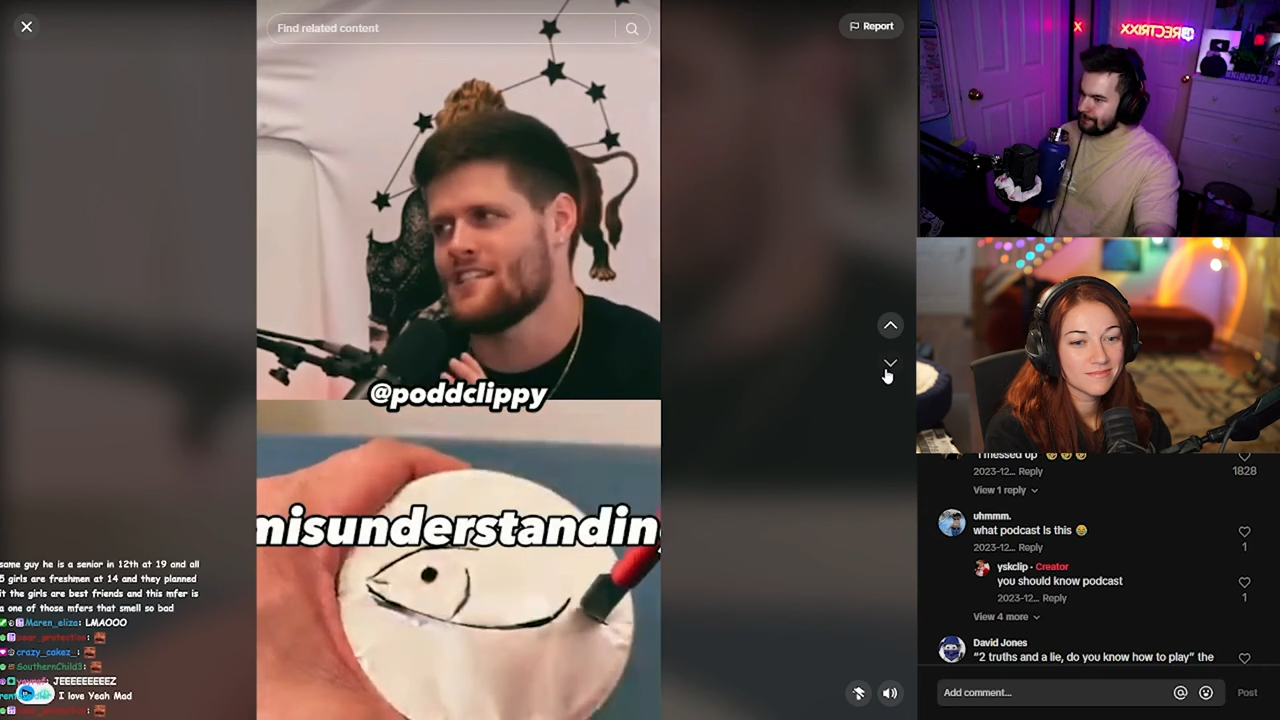 Find related content
Report
RECTRIXX
@poddclippy
misunderstandin
same guy he is a senior in 12th at 19 and all
5 girls are freshmen at 14 and they planned
it the girls are best friends and this mfer is
a one of those mfers that smell so bad
Maren_eliza: LMAOOO
pear_protection:
crazy_cakez_:
SouthernChild3:
JEEEEEEEEEZ
I love Yeah Mad
pear_protection:
I messed up
2023-12... Reply
1828
View 1 reply
uhmmm.
what podcast is this
2023-12... Reply
1
yskclip · Creator
you should know podcast
2023-12... Reply
1
View 4 more
David Jones
“2 truths and a lie, do you know how to play” the
Add comment...
Post